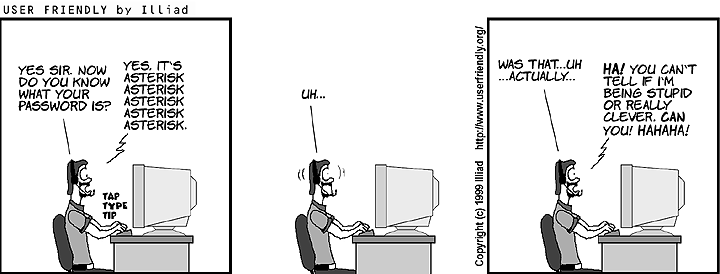 USER FRIENDLY by Illiad
YES SIR. NOW
DO YOU KNOW
WHAT YOUR
PASSWORD IS?
YES. IT'S
ASTERISK
ASTERISK
ASTERISK
ASTERISK
ASTERISK.
TAP
TYPE
TIP
UH...
Copyright (c) 1999 Illiad http://www.userfriendly.org/
WAS THAT...UH
...ACTUALLY...
HA! YOU CAN'T
TELL IF I'M
BEING STUPID
OR REALLY
CLEVER. CAN
YOU! HAHAHA!